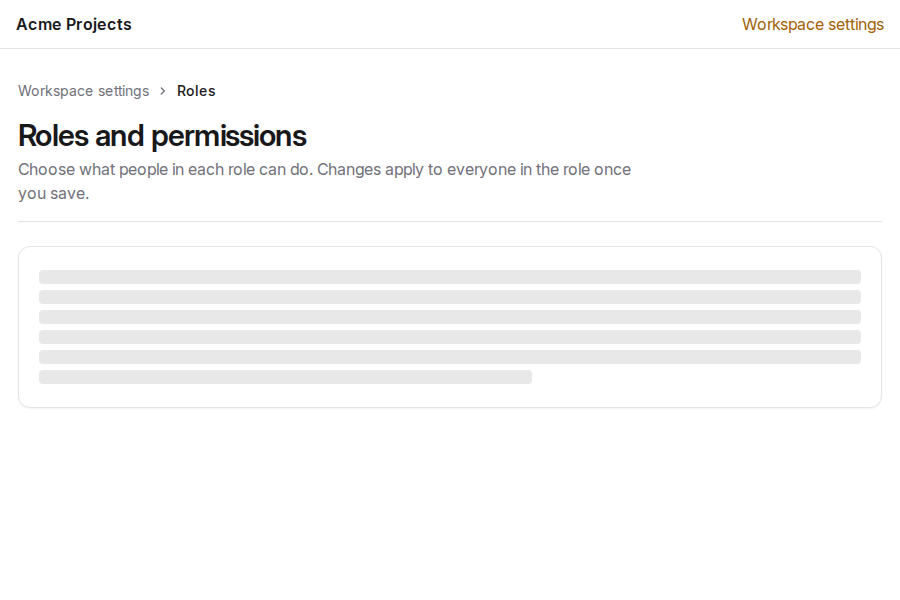 Acme Projects
Workspace settings
Workspace settings > Roles
Roles and permissions
Choose what people in each role can do. Changes apply to everyone in the role once
you save.